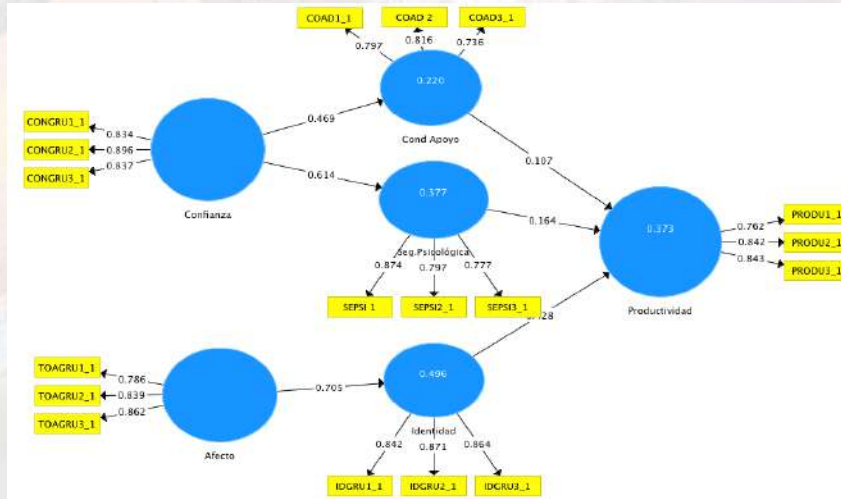 COAD1_1
COAD 2
COAD3_1
0.797
0.816
0.736
0.220
Cond Apoyo
CONGRU1_1
CONGRU2_1
CONGRU3_1
0.834
0.896
0.837
Confianza
0.469
0.614
0.107
0.377
Seg.Psicológica
0.164
0.874
0.797
0.777
SEPSI 1
SEPSI2_1
SEPSI3_1
0.373
Productividad
0.762
0.842
0.843
PRODU1_1
PRODU2_1
PRODU3_1
TOAGRU1_1
TOAGRU2_1
TOAGRU3_1
0.786
0.839
0.862
Afecto
0.705
0.496
Identidad
0.842
0.871
0.864
IDGRU1_1
IDGRU2_1
IDGRU3_1